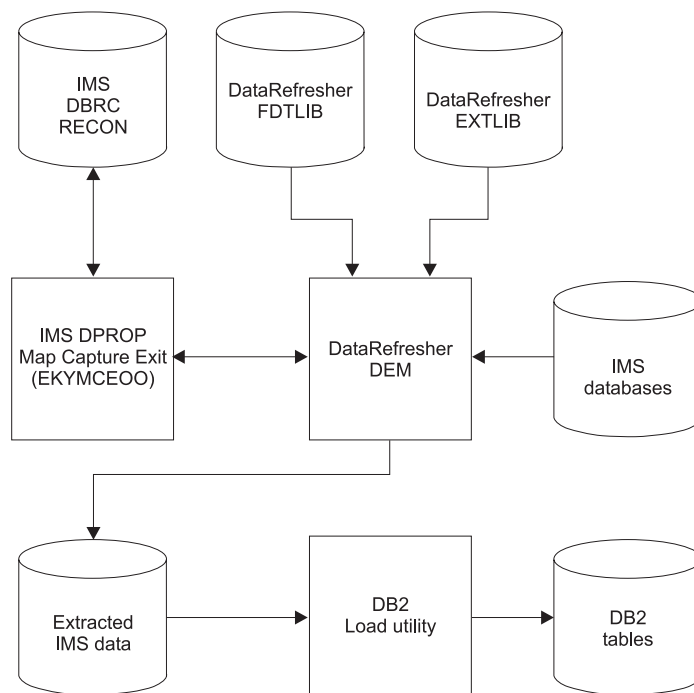 IMS
DBRC
RECON
DataRefresher
FDTLIB
DataRefresher
EXTLIB
IMS DPROP
Map Capture Exit
(EKYMCEOO)
DataRefresher
DEM
IMS
databases
Extracted
IMS data
DB2
Load utility
DB2
tables